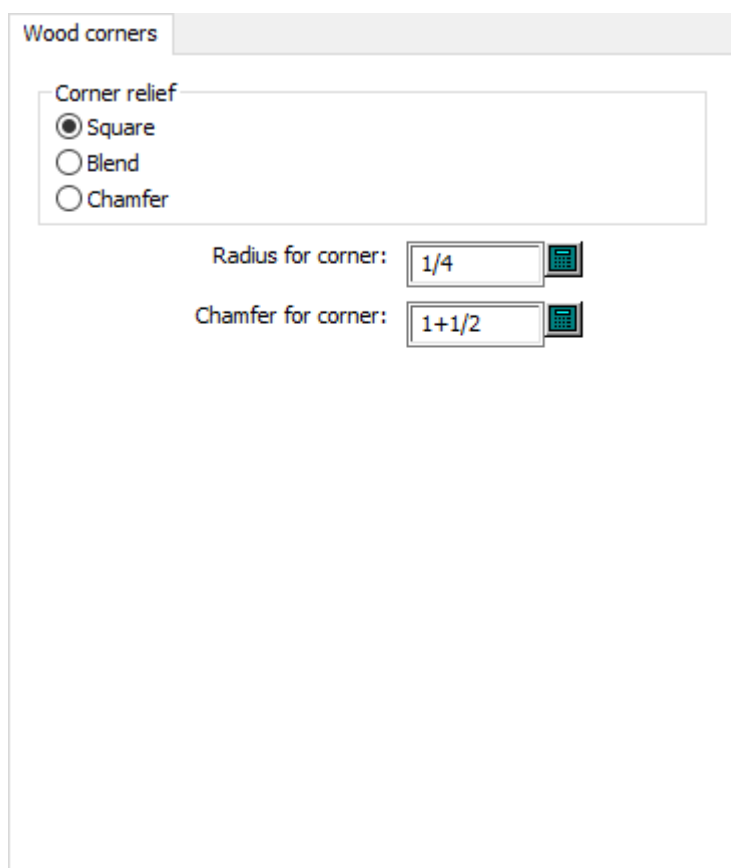 Wood corners
Corner relief
Square
Blend
Chamfer
Radius for corner: 1/4
Chamfer for corner: 1+1/2